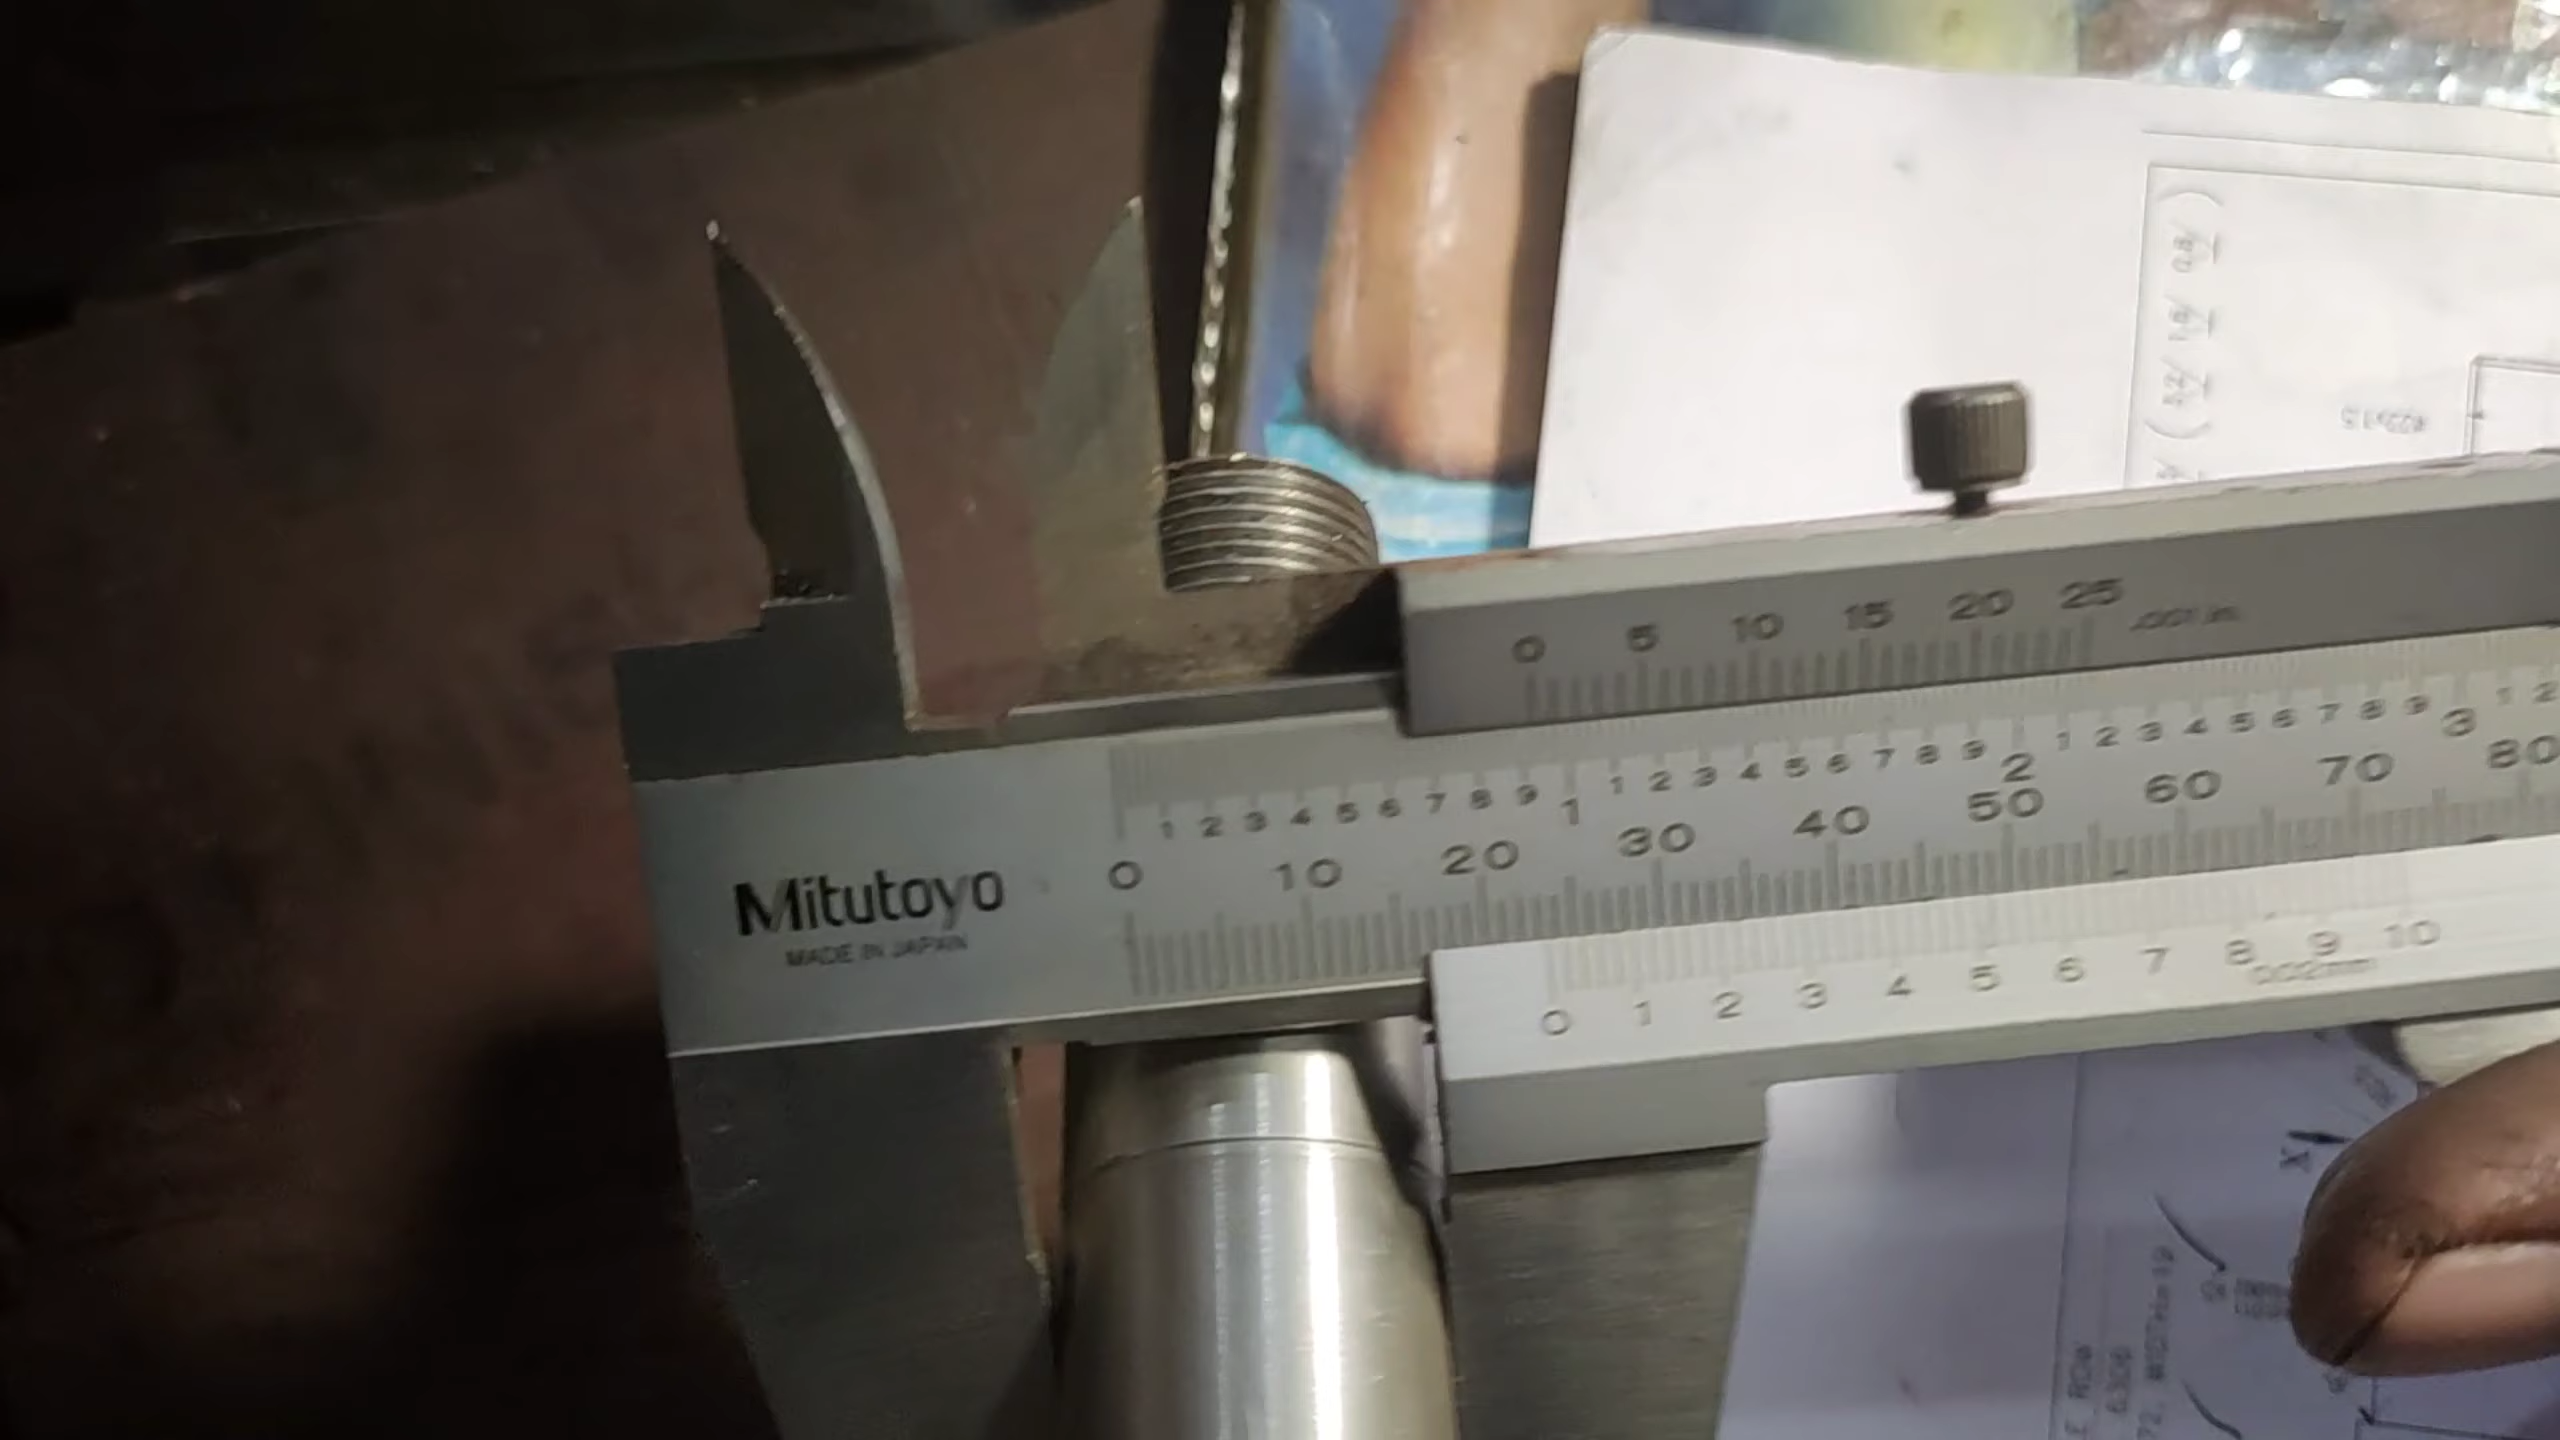 0 5 10 15 20 25 .001 in.
1 2 3 4 5 6 7 8 9 1 1 2 3 4 5 6 7 8 9 2 1 2 3 4 5 6 7 8 9 3 1 2
0 10 20 30 40 50 60 70 80
Mitutoyo
MADE IN JAPAN
0 1 2 3 4 5 6 7 8 9 10
0.02mm